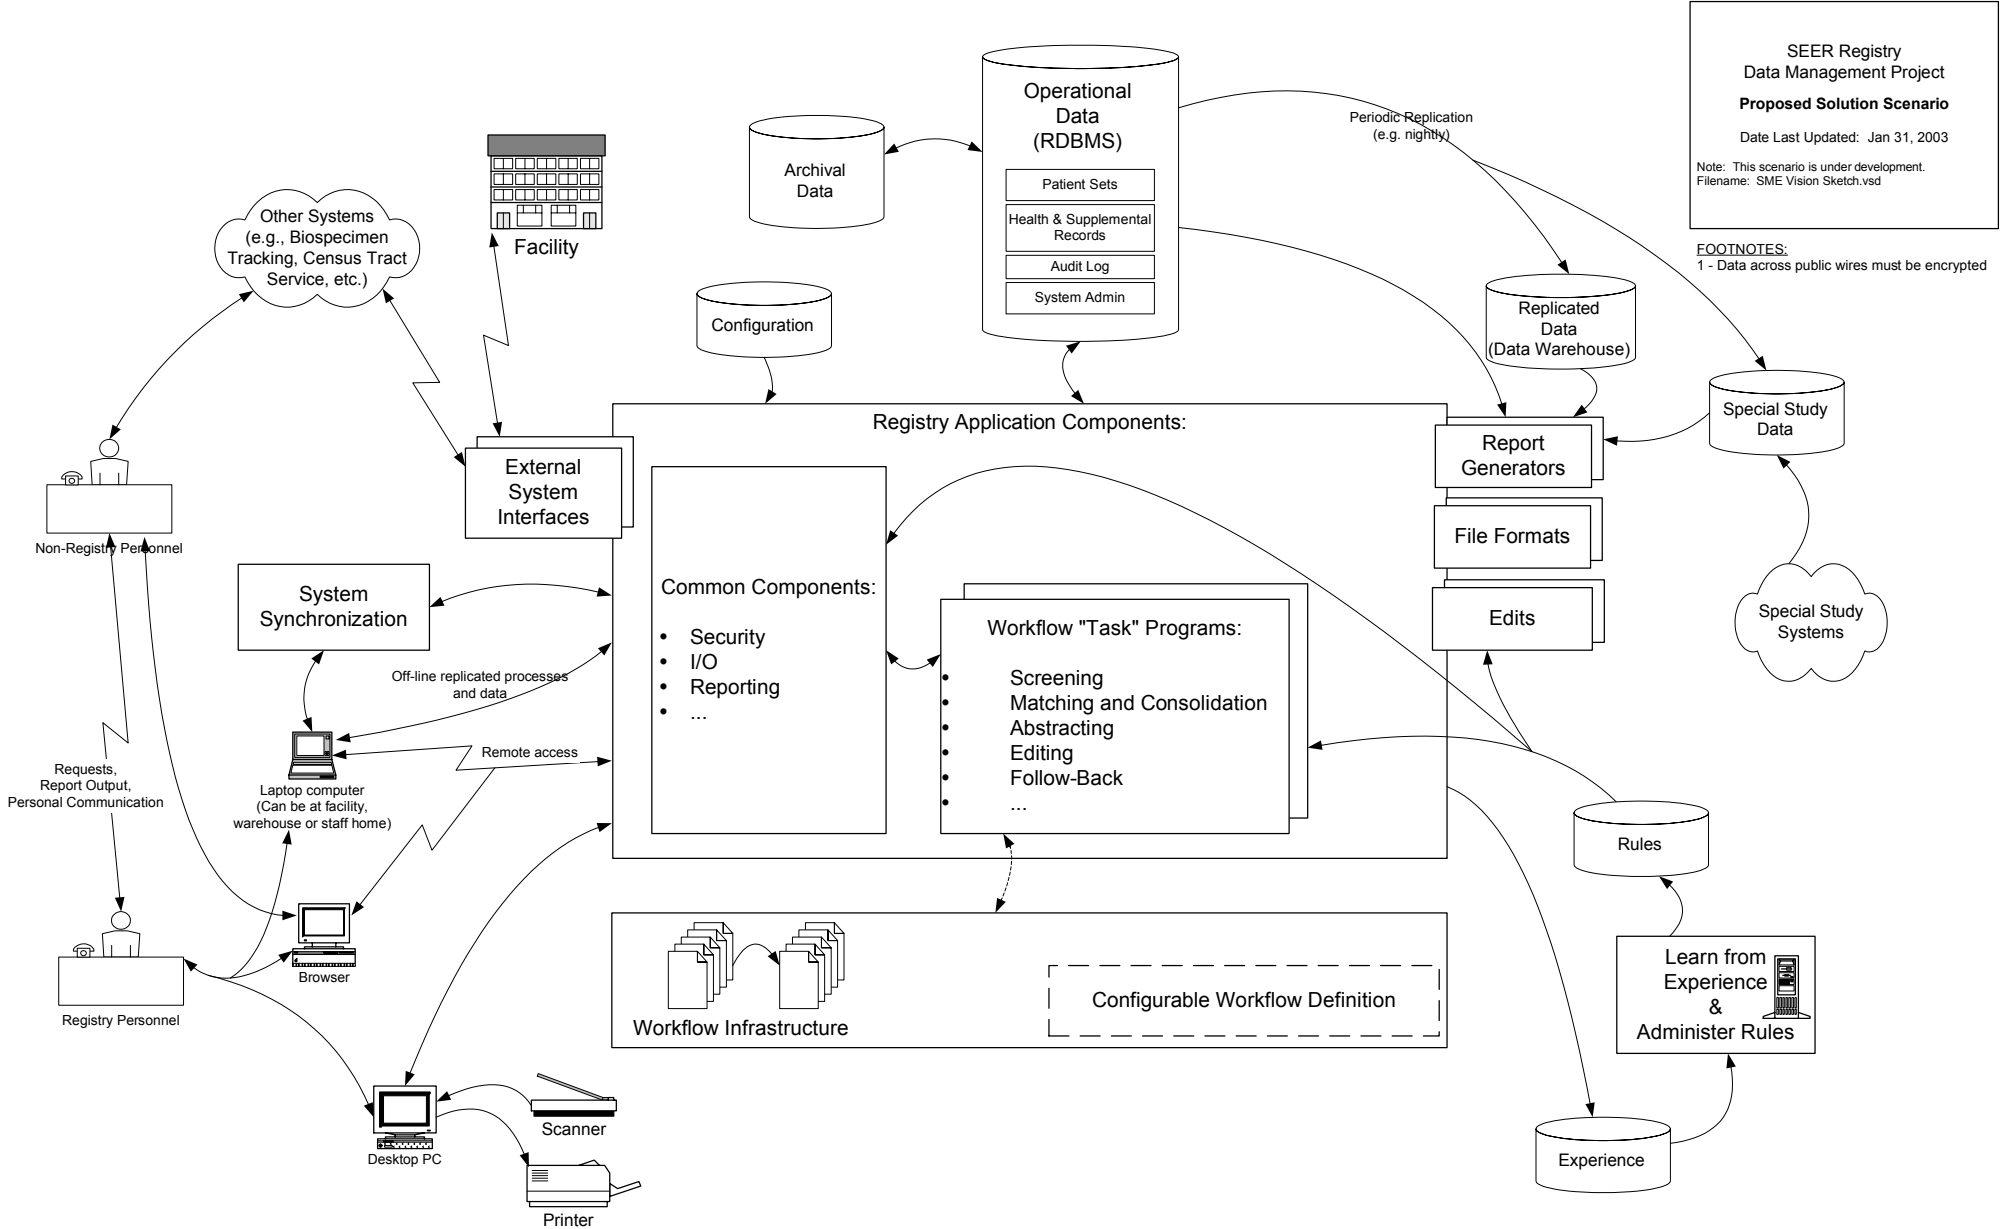 SEER Registry
Data Management Project
Proposed Solution Scenario
Date Last Updated:  Jan 31, 2003
Note:  This scenario is under development.
Filename:  SME Vision Sketch.vsd
FOOTNOTES:
1 - Data across public wires must be encrypted
Operational
Data
(RDBMS)
Patient Sets
Health & Supplemental
Records
Audit Log
System Admin
Archival
Data
Periodic Replication
(e.g. nightly)
Facility
Other Systems
(e.g., Biospecimen
Tracking, Census Tract
Service, etc.)
Configuration
Replicated
Data
(Data Warehouse)
Special Study
Data
Registry Application Components:
External
System
Interfaces
Report
Generators
File Formats
Edits
Special Study
Systems
Non-Registry Personnel
System
Synchronization
Common Components:
• Security
• I/O
• Reporting
• ...
Workflow "Task" Programs:
• Screening
• Matching and Consolidation
• Abstracting
• Editing
• Follow-Back
• ...
Off-line replicated processes
and data
Remote access
Requests,
Report Output,
Personal Communication
Laptop computer
(Can be at facility,
warehouse or staff home)
Rules
Browser
Registry Personnel
Workflow Infrastructure
Configurable Workflow Definition
Learn from
Experience
&
Administer Rules
Desktop PC
Scanner
Printer
Experience